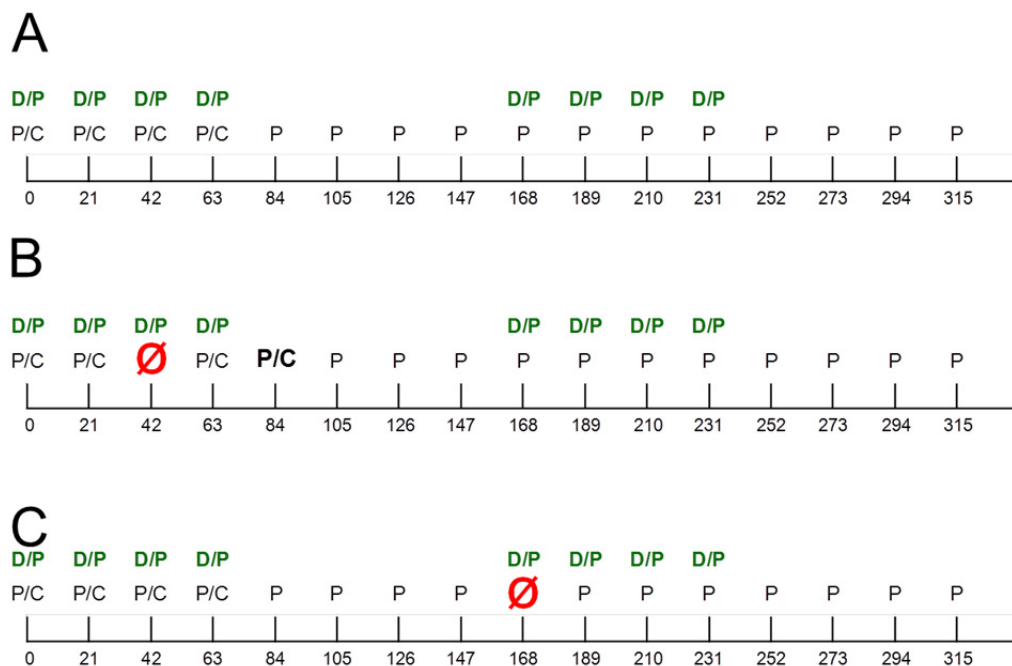 A
D/P D/P D/P D/P D/P D/P D/P D/P
P/C P/C P/C P/C P P P P P P P P P P P P
0 21 42 63 84 105 126 147 168 189 210 231 252 273 294 315
B
D/P D/P D/P D/P D/P D/P D/P D/P
P/C P/C Ø P/C P/C P P P P P P P P P P P
0 21 42 63 84 105 126 147 168 189 210 231 252 273 294 315
C
D/P D/P D/P D/P D/P D/P D/P D/P
P/C P/C P/C P/C P P P P Ø P P P P P P P
0 21 42 63 84 105 126 147 168 189 210 231 252 273 294 315